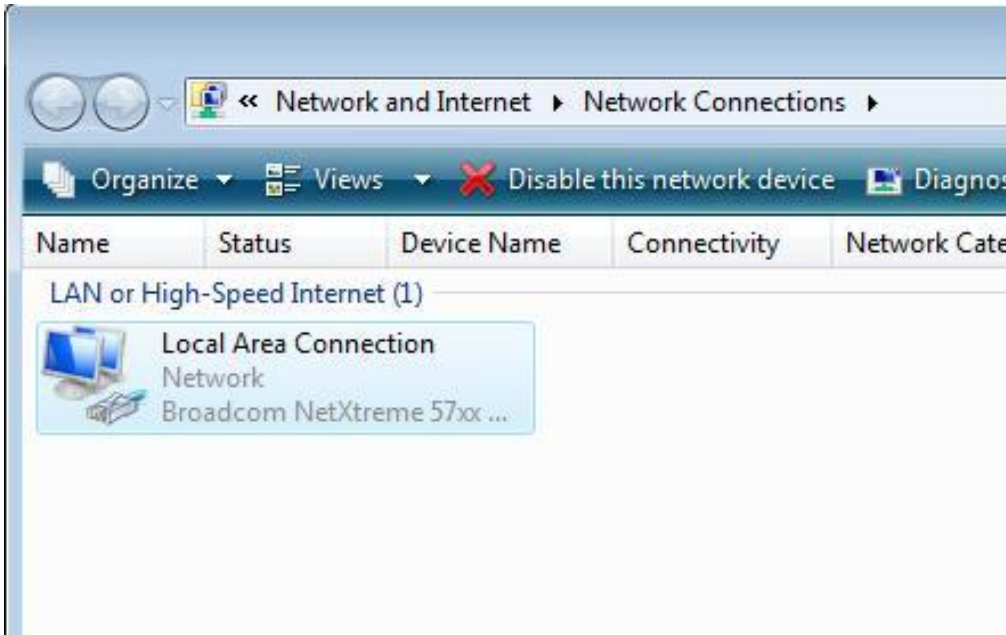 « Network and Internet ▸ Network Connections ▸
Organize Views Disable this network device Diagnos
Name Status Device Name Connectivity Network Cate
LAN or High-Speed Internet (1)
Local Area Connection
Network
Broadcom NetXtreme 57xx ...